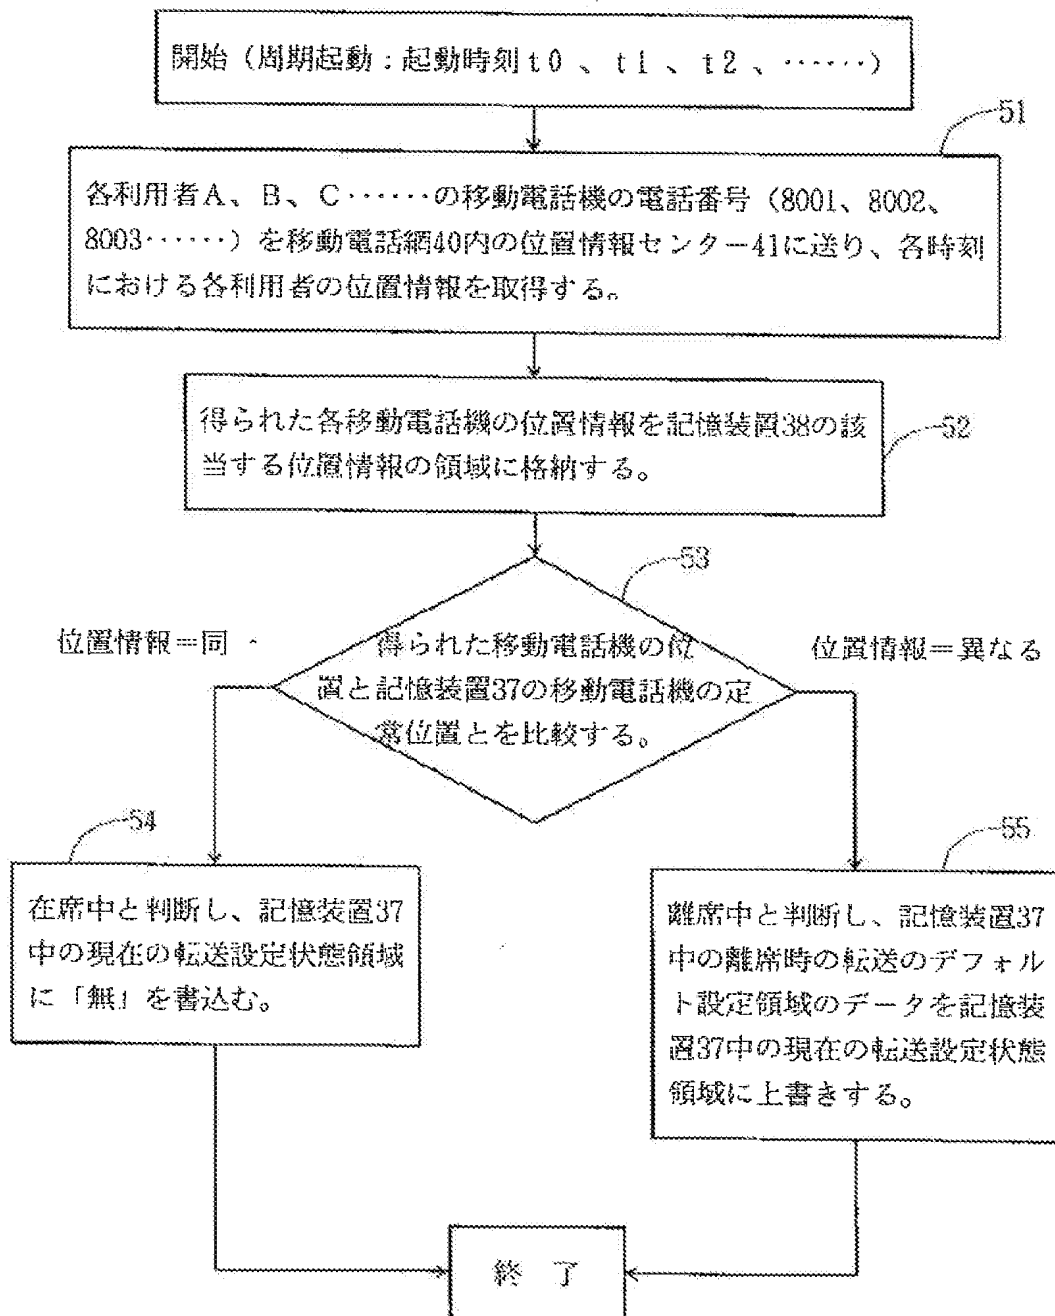 開始（周期起動：起動時刻t0、t1、t2、……）
51
各利用者A、B、C……の移動電話機の電話番号（8001、8002、
8003……）を移動電話網40内の位置情報センター41に送り、各時刻
における各利用者の位置情報を取得する。
52
得られた各移動電話機の位置情報を記憶装置38の該
当する位置情報の領域に格納する。
53
位置情報＝同
得られた移動電話機の位
置と記憶装置37の移動電話機の定
常位置とを比較する。
位置情報＝異なる
54
在席中と判断し、記憶装置37
中の現在の転送設定状態領域
に「無」を書込む。
55
離席中と判断し、記憶装置37
中の離席時の転送のデフォル
ト設定領域のデータを記憶装
置37中の現在の転送設定状態
領域に上書きする。
終 了